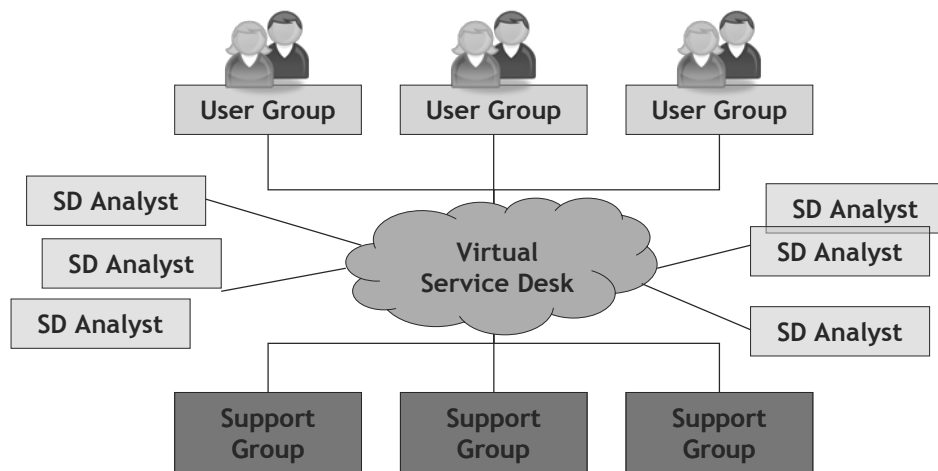 User Group
User Group
User Group
SD Analyst
SD Analyst
SD Analyst
Virtual
Service Desk
SD Analyst
SD Analyst
SD Analyst
Support
Group
Support
Group
Support
Group